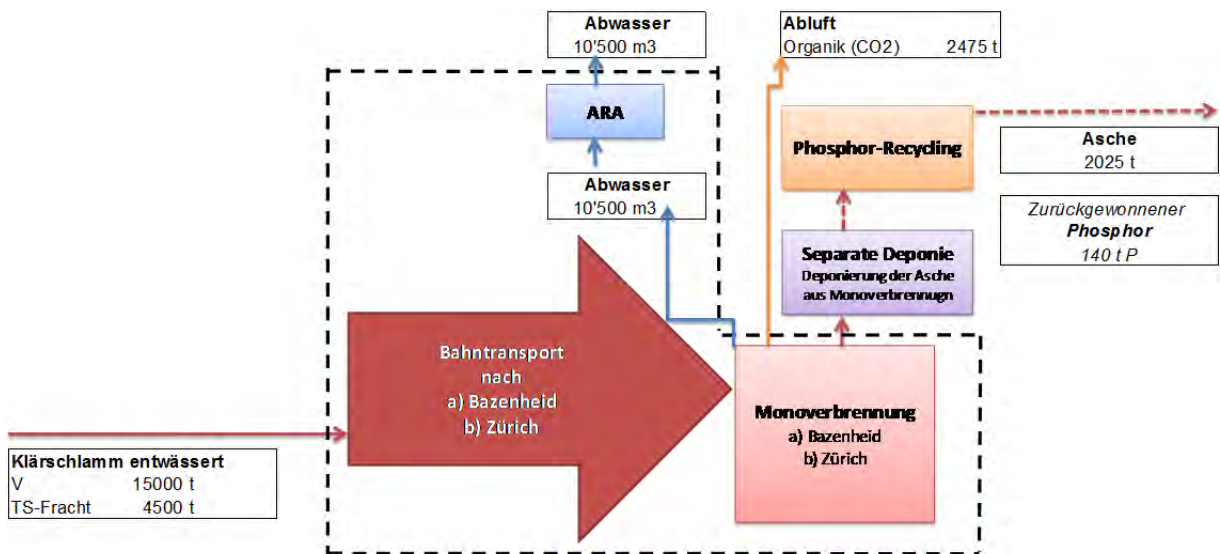 Abwasser
10'500 m3
Abluft
Organik (CO2) 2475 t
ARA
Phosphor-Recycling
Asche
2025 t
Abwasser
10'500 m3
Zurückgewonnener
Phosphor
140 t P
Separate Deponie
Deponierung der Asche
aus Monoverbrennugn
Bahntransport
nach
a) Bazenheid
b) Zürich
Monoverbrennung
a) Bazenheid
b) Zürich
Klärschlamm entwässert
V 15000 t
TS-Fracht 4500 t